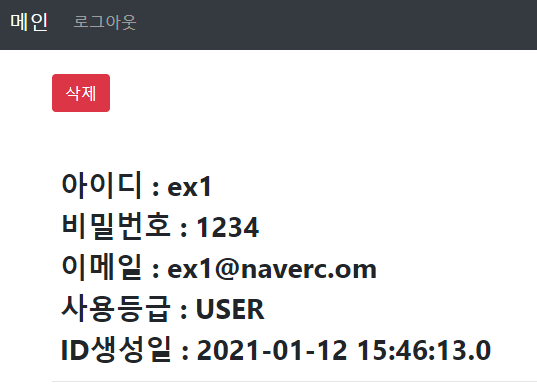 메인 로그아웃
삭제
아이디 : ex1
비밀번호 : 1234
이메일 : ex1@naverc.om
사용등급 : USER
ID생성일 : 2021-01-12 15:46:13.0